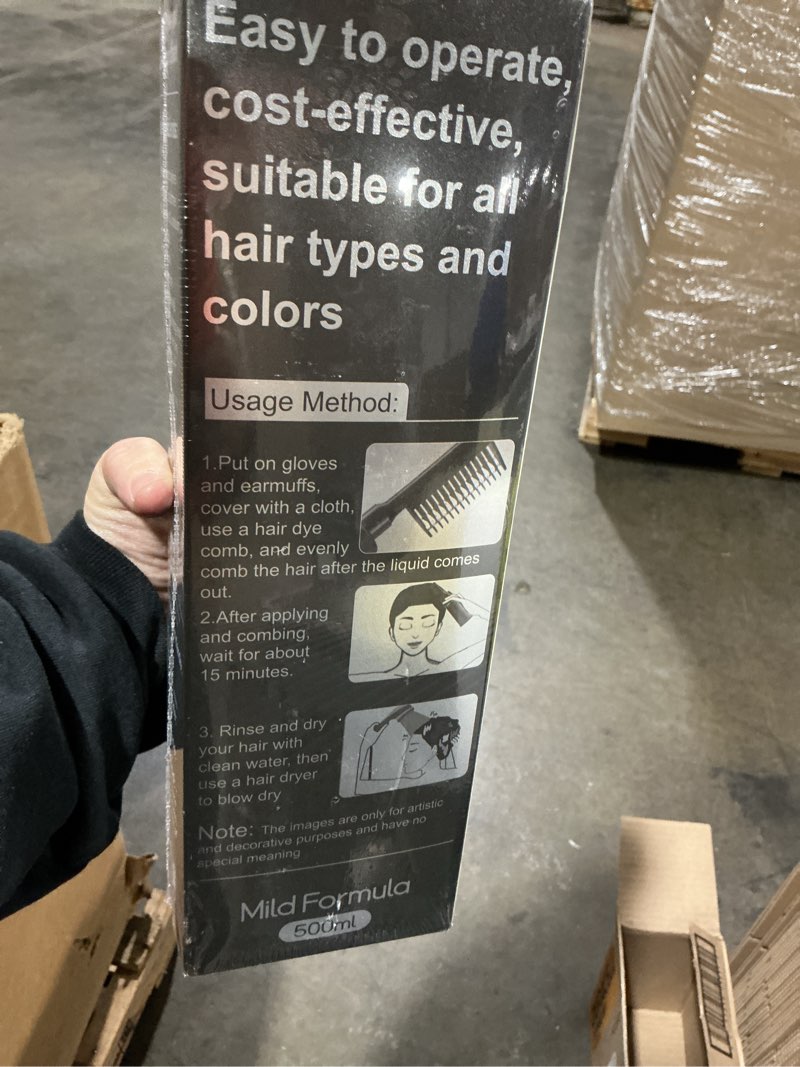 Easy to operate,
cost-effective,
suitable for all
hair types and
colors
Usage Method:
1.Put on gloves
and earmuffs,
cover with a cloth,
use a hair dye
comb, and evenly
comb the hair after the liquid comes
out.
2.After applying
and combing,
wait for about
15 minutes.
3. Rinse and dry
your hair with
clean water, then
use a hair dryer
to blow dry
Note: The images are only for artistic
and decorative purposes and have no
special meaning
Mild Formula
500ml